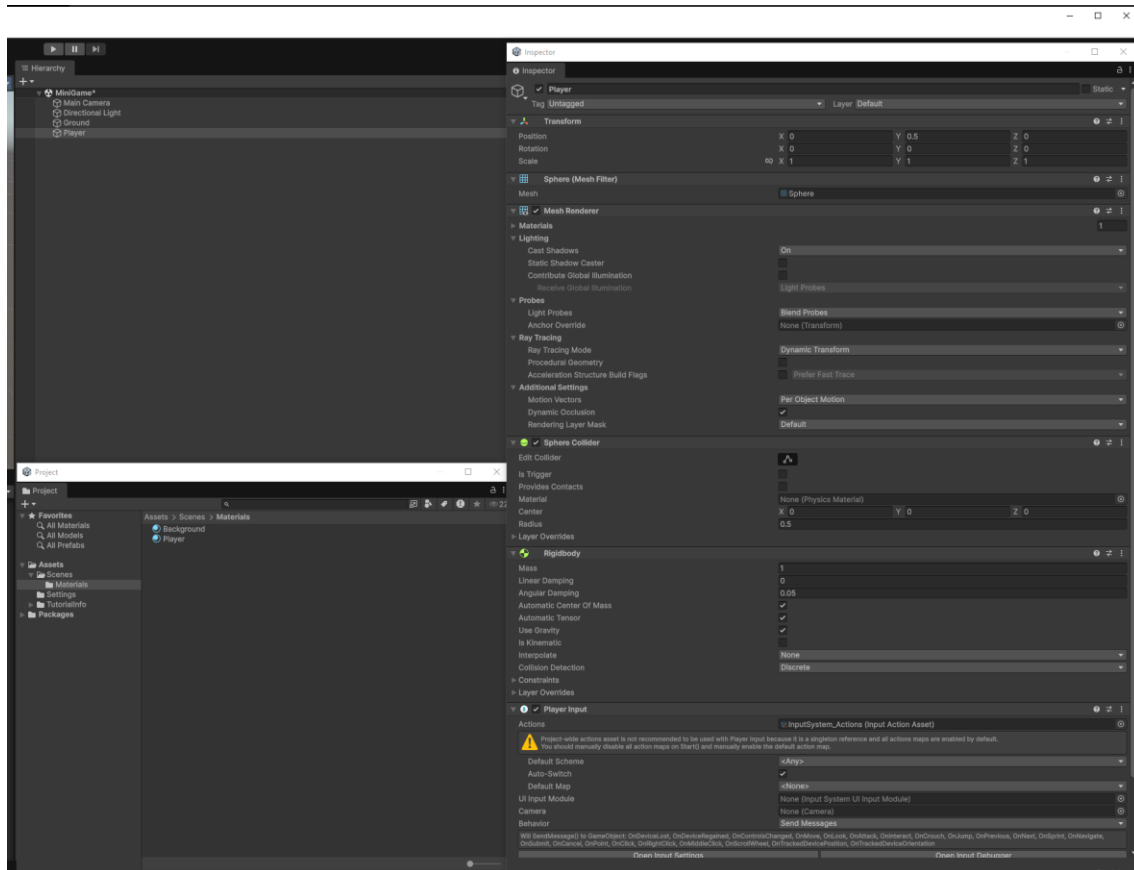 Hierarchy
MiniGame*
Main Camera
Directional Light
Ground
Player
Inspector
Inspector
Player
Static
Tag Untagged Layer Default
Transform
Position X 0 Y 0.5 Z 0
Rotation X 0 Y 0 Z 0
Scale X 1 Y 1 Z 1
Sphere (Mesh Filter)
Mesh Sphere
Mesh Renderer
Materials 1
Lighting
Cast Shadows On
Static Shadow Caster
Contribute Global Illumination
Receive Global Illumination Light Probes
Probes
Light Probes Blend Probes
Anchor Override None (Transform)
Ray Tracing
Ray Tracing Mode Dynamic Transform
Procedural Geometry
Acceleration Structure Build Flags Prefer Fast Trace
Additional Settings
Motion Vectors Per Object Motion
Dynamic Occlusion
Rendering Layer Mask Default
Sphere Collider
Edit Collider
Is Trigger
Provides Contacts
Material None (Physics Material)
Center X 0 Y 0 Z 0
Radius 0.5
Layer Overrides
Rigidbody
Mass 1
Linear Damping 0
Angular Damping 0.05
Automatic Center Of Mass
Automatic Tensor
Use Gravity
Is Kinematic
Interpolate None
Collision Detection Discrete
Constraints
Layer Overrides
Player Input
Actions InputSystem_Actions (Input Action Asset)
Project-wide actions asset is not recommended to be used with Player Input because it is a singleton reference and all actions maps are enabled by default.
You should manually disable all action maps on Start() and manually enable the default action map.
Default Scheme <Any>
Auto-Switch
Default Map <None>
UI Input Module None (Input System UI Input Module)
Camera None (Camera)
Behavior Send Messages
Will SendMessage() to GameObject: OnDeviceLost, OnDeviceRegained, OnControlsChanged, OnMove, OnLook, OnAttack, OnInteract, OnCrouch, OnJump, OnPrevious, OnNext, OnSprint, OnNavigate,
OnSubmit, OnCancel, OnPoint, OnClick, OnRightClick, OnMiddleClick, OnScrollWheel, OnTrackedDevicePosition, OnTrackedDeviceOrientation
Open Input Settings Open Input Debugger
Project
Project
22
Favorites
All Materials
All Models
All Prefabs
Assets
Scenes
Materials
Settings
TutorialInfo
Packages
Assets > Scenes > Materials
Background
Player